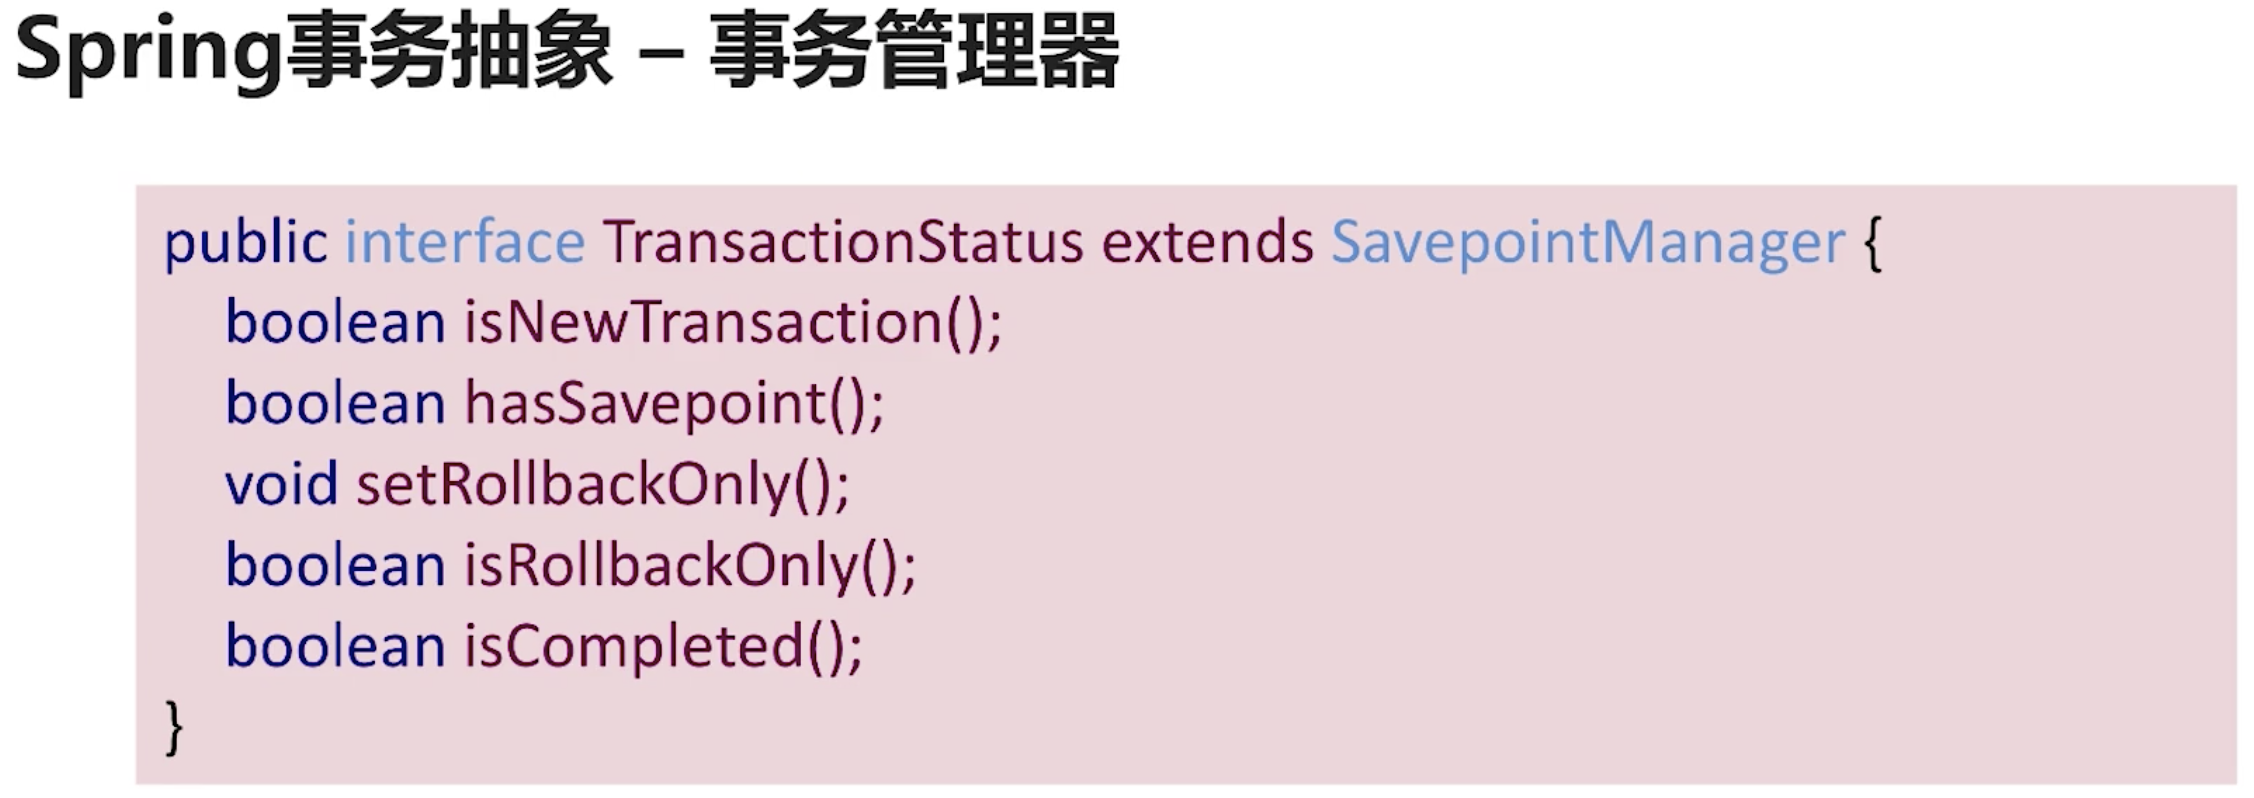 Spring事务抽象 – 事务管理器
public interface TransactionStatus extends SavepointManager {
boolean isNewTransaction();
boolean hasSavepoint();
void setRollbackOnly();
boolean isRollbackOnly();
boolean isCompleted();
}